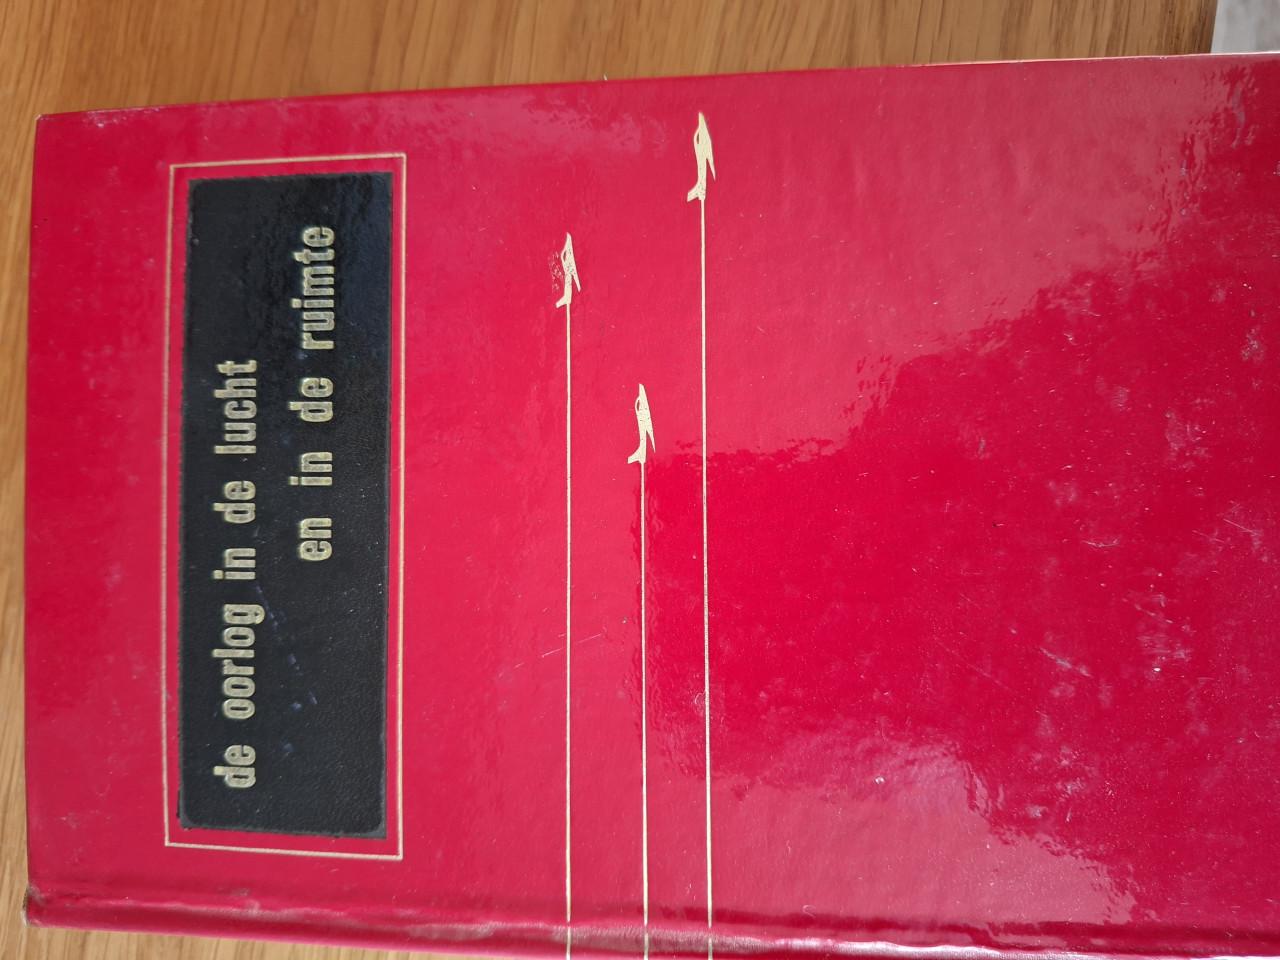 de oorlog in de lucht
en in de ruimte